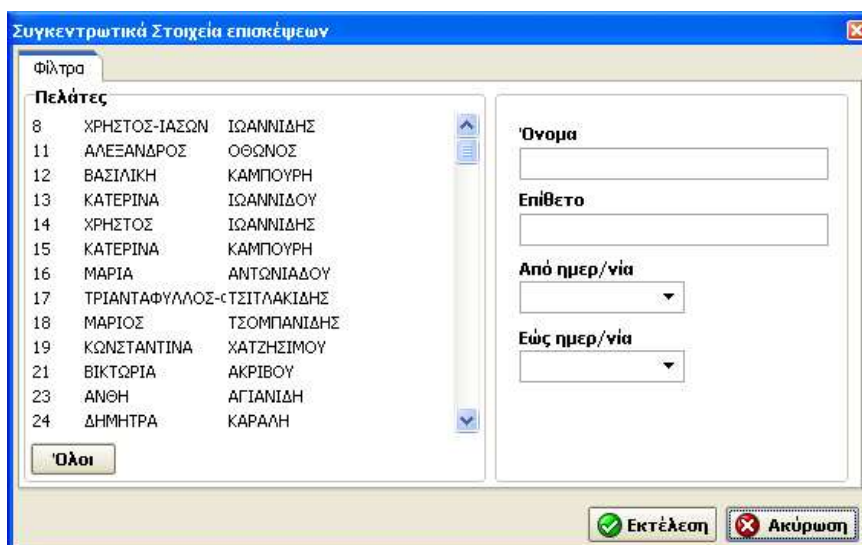 Συγκεντρωτικά Στοιχεία επισκέψεων
Φίλτρα
Πελάτες
8 ΧΡΗΣΤΟΣ-ΙΑΣΩΝ ΙΩΑΝΝΙΔΗΣ
11 ΑΛΕΞΑΝΔΡΟΣ ΟΘΩΝΟΣ
12 ΒΑΣΙΛΙΚΗ ΚΑΜΠΟΥΡΗ
13 ΚΑΤΕΡΙΝΑ ΙΩΑΝΝΙΔΟΥ
14 ΧΡΗΣΤΟΣ ΙΩΑΝΝΙΔΗΣ
15 ΚΑΤΕΡΙΝΑ ΚΑΜΠΟΥΡΗ
16 ΜΑΡΙΑ ΑΝΤΩΝΙΑΔΟΥ
17 ΤΡΙΑΝΤΑΦΥΛΛΟΣ- ΤΣΙΤΛΑΚΙΔΗΣ
18 ΜΑΡΙΟΣ ΤΣΟΜΠΑΝΙΔΗΣ
19 ΚΩΝΣΤΑΝΤΙΝΑ ΧΑΤΖΗΣΙΜΟΥ
21 ΒΙΚΤΩΡΙΑ ΑΚΡΙΒΟΥ
23 ΑΝΘΗ ΑΓΙΑΝΙΔΗ
24 ΔΗΜΗΤΡΑ ΚΑΡΑΛΗ
Όλοι
Όνομα
Επίθετο
Από ημερ/νία
Εώς ημερ/νία
Εκτέλεση
Ακύρωση